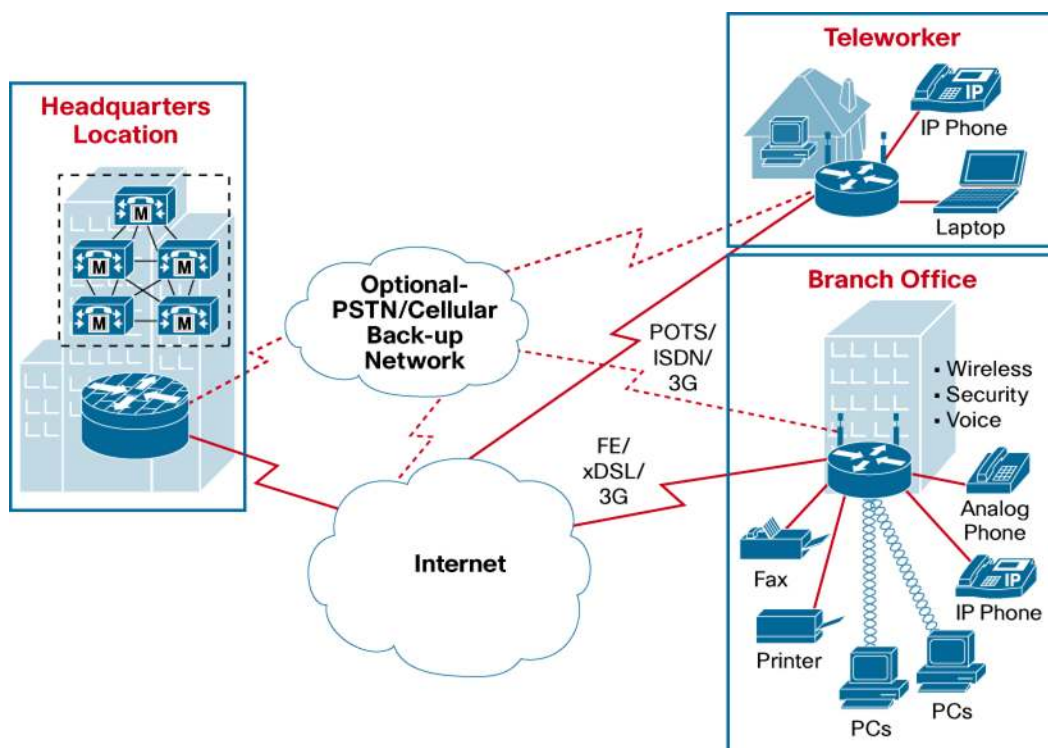 Headquarters
Location
M
M
M
M
M
Optional-
PSTN/Cellular
Back-up
Network
Internet
POTS/
ISDN/
3G
FE/
xDSL/
3G
Teleworker
IP
IP Phone
Laptop
Branch Office
▪ Wireless
▪ Security
▪ Voice
Analog
Phone
Fax
IP
IP Phone
Printer
PCs
PCs